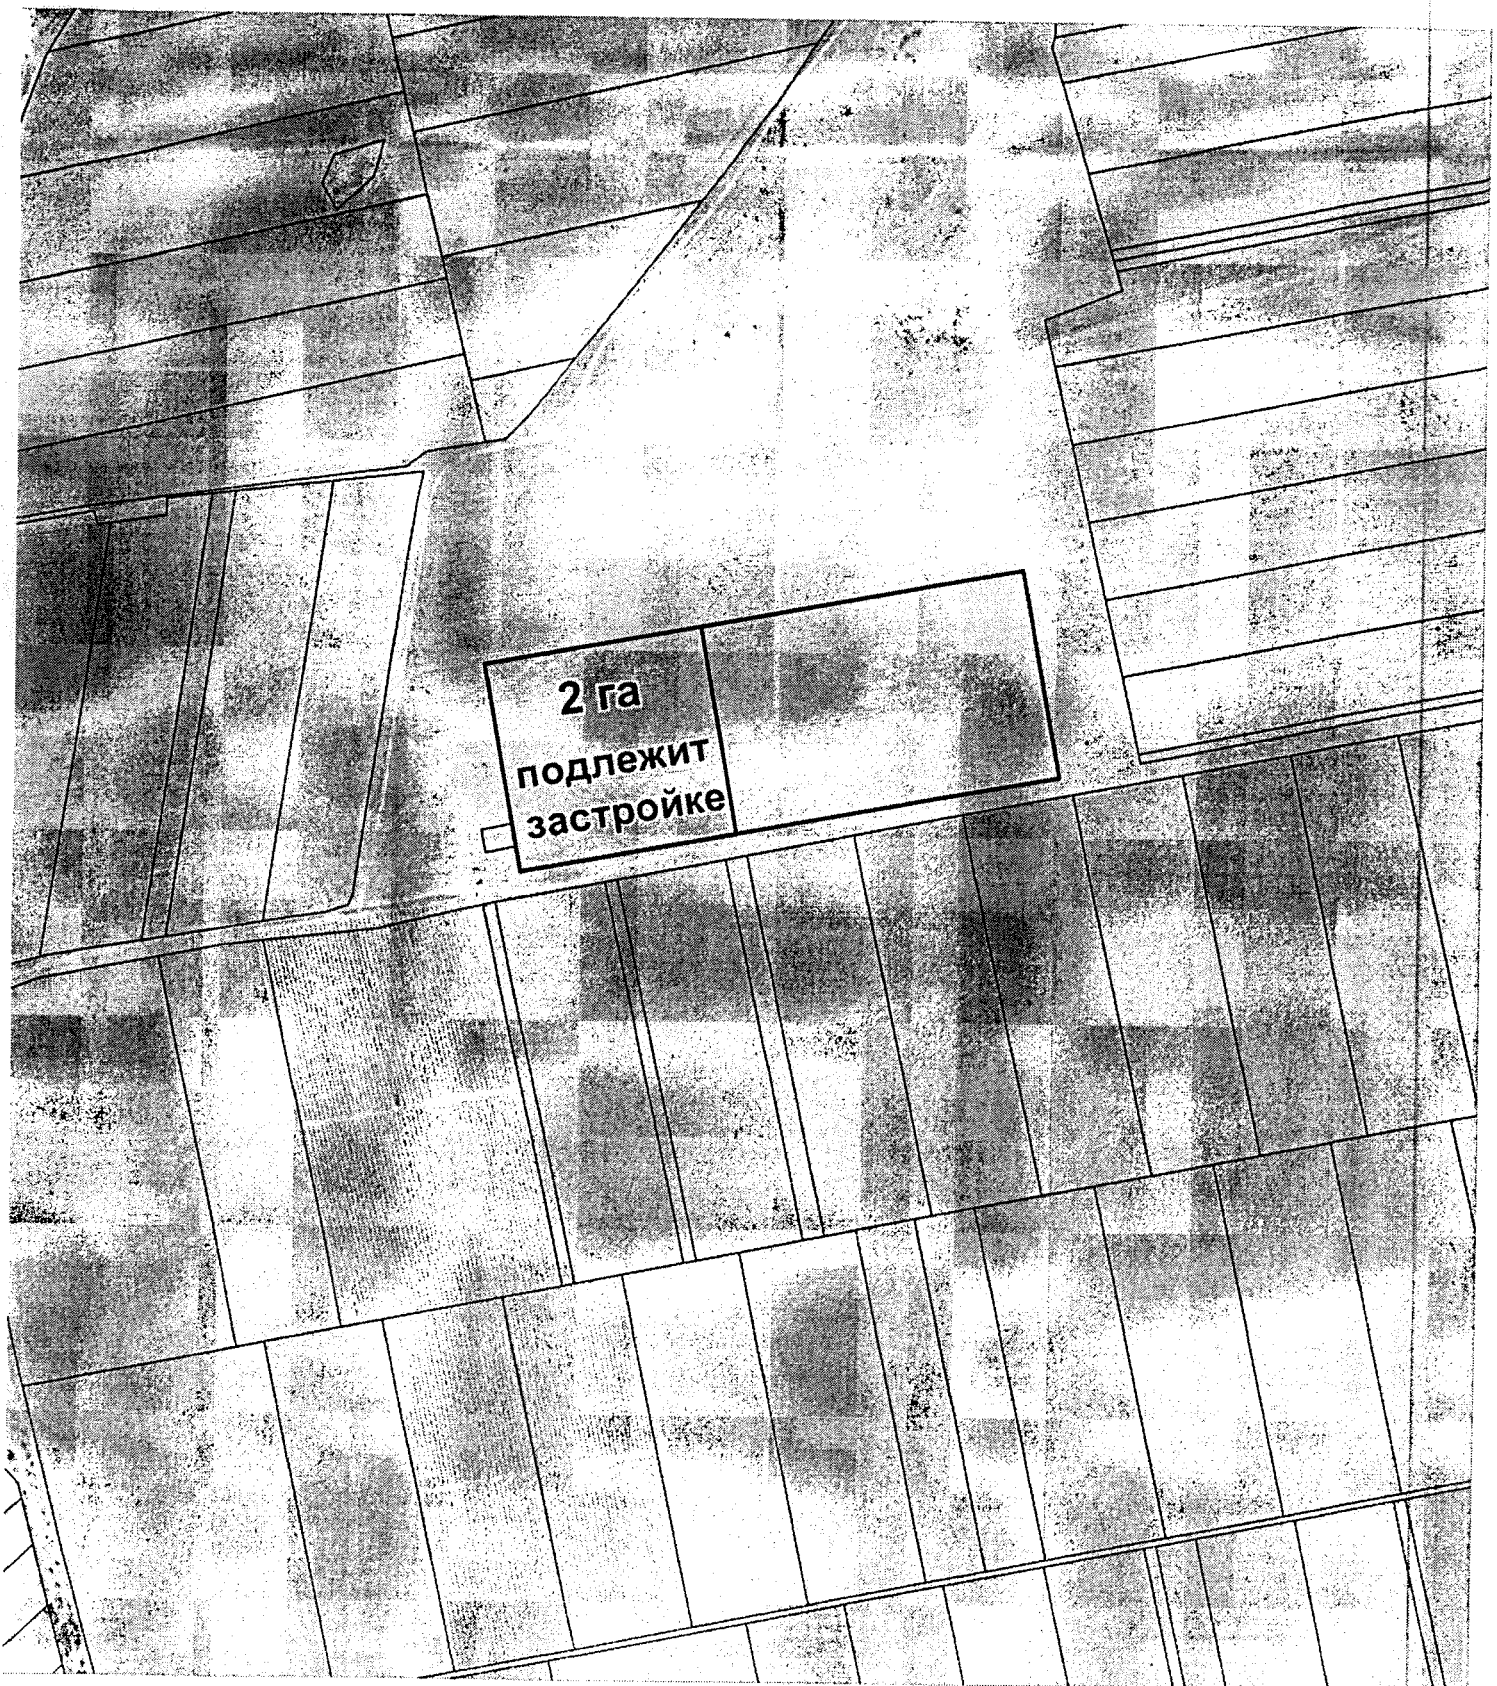 2 га
подлежит
застройке